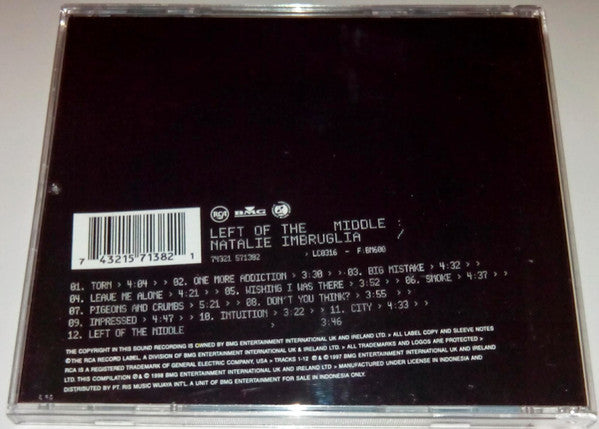 7 43215 71382 1
RCA BMG
LEFT OF THE MIDDLE :
NATALIE IMBRUGLIA /
74321 571382 > LC0316 - F:BM600
01. TORN > 4:04 > > 02. ONE MORE ADDICTION > 3:30 > > 03. BIG MISTAKE > 4:32 > >
04. LEAVE ME ALONE > 4:21 > > 05. WISHING I WAS THERE > 3:52 > > 06. SMOKE > 4:37 > >
07. PIGEONS AND CRUMBS > 5:21 > > 08. DON'T YOU THINK? > 3:55 > >
09. IMPRESSED > 4:47 > > 10. INTUITION > 3:22 > > 11. CITY > 4:33 > >
12. LEFT OF THE MIDDLE > 3:46
THE COPYRIGHT IN THIS SOUND RECORDING IS OWNED BY BMG ENTERTAINMENT INTERNATIONAL UK AND IRELAND LTD > ALL LABEL COPY AND SLEEVE NOTES
© THE RCA RECORD LABEL, A DIVISION OF BMG ENTERTAINMENT INTERNATIONAL UK & IRELAND LTD > ALL TRADEMARKS AND LOGOS ARE PROTECTED >
RCA IS A REGISTERED TRADEMARK OF GENERAL ELECTRIC COMPANY, USA > TRACKS 1-12 ℗ & © 1997 BMG ENTERTAINMENT INTERNATIONAL UK AND IRELAND
LTD. THIS COMPILATION ℗ & © 1998 BMG ENTERTAINMENT INTERNATIONAL UK AND IRELAND LTD > MANUFACTURED UNDER LICENSE IN INDONESIA AND
DISTRIBUTED BY PT. RIS MUSIC WIJAYA INT'L A UNIT OF BMG ENTERTAINMENT FOR SALE IN INDONESIA ONLY.